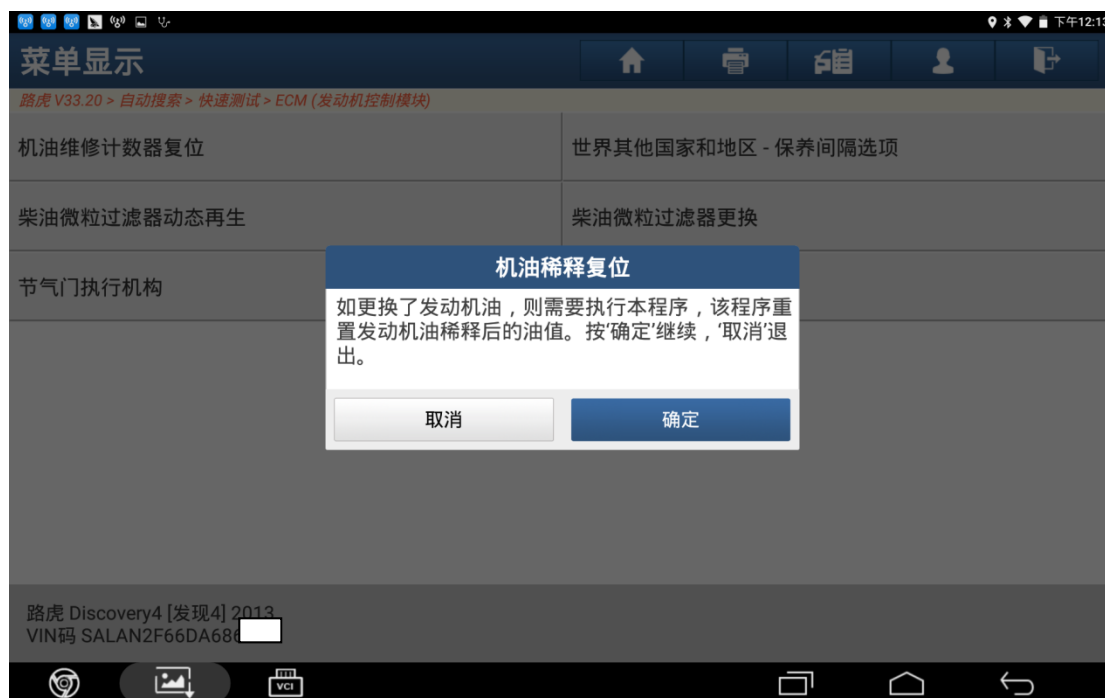 下午12:13
菜单显示
路虎 V33.20 > 自动搜索 > 快速测试 > ECM (发动机控制模块)
机油维修计数器复位
世界其他国家和地区 - 保养间隔选项
柴油微粒过滤器动态再生
柴油微粒过滤器更换
节气门执行机构
机油稀释复位
如更换了发动机油，则需要执行本程序，该程序重
置发动机油稀释后的油值。按'确定'继续，'取消'退
出。
取消
确定
路虎 Discovery4 [发现4] 2013
VIN码 SALAN2F66DA686
VCI